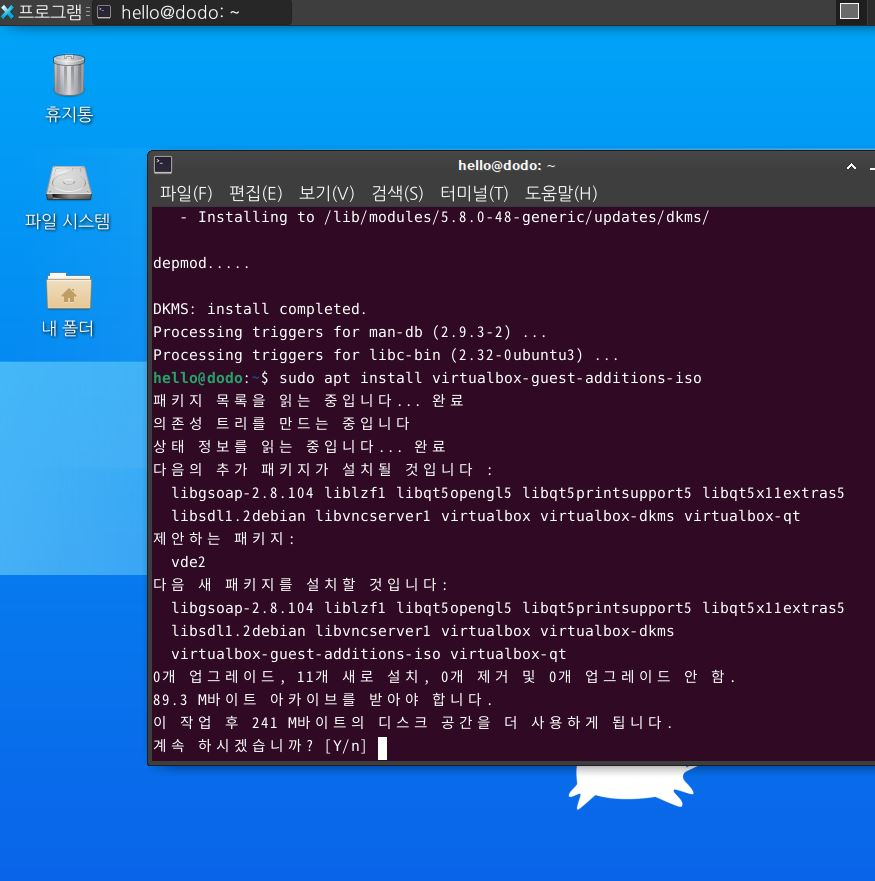 프로그램
hello@dodo: ~
휴지통
파일 시스템
내 폴더
hello@dodo: ~
파일(F) 편집(E) 보기(V) 검색(S) 터미널(T) 도움말(H)
- Installing to /lib/modules/5.8.0-48-generic/updates/dkms/
depmod.....
DKMS: install completed.
Processing triggers for man-db (2.9.3-2) ...
Processing triggers for libc-bin (2.32-0ubuntu3) ...
hello@dodo:~$ sudo apt install virtualbox-guest-additions-iso
패키지 목록을 읽는 중입니다... 완료
의존성 트리를 만드는 중입니다
상태 정보를 읽는 중입니다... 완료
다음의 추가 패키지가 설치될 것입니다 :
libgsoap-2.8.104 liblzf1 libqt5opengl5 libqt5printsupport5 libqt5x11extras5
libsdl1.2debian libvncserver1 virtualbox virtualbox-dkms virtualbox-qt
제안하는 패키지:
vde2
다음 새 패키지를 설치할 것입니다:
libgsoap-2.8.104 liblzf1 libqt5opengl5 libqt5printsupport5 libqt5x11extras5
libsdl1.2debian libvncserver1 virtualbox virtualbox-dkms
virtualbox-guest-additions-iso virtualbox-qt
0개 업그레이드, 11개 새로 설치, 0개 제거 및 0개 업그레이드 안 함.
89.3 M바이트 아카이브를 받아야 합니다.
이 작업 후 241 M바이트의 디스크 공간을 더 사용하게 됩니다.
계속 하시겠습니까? [Y/n]